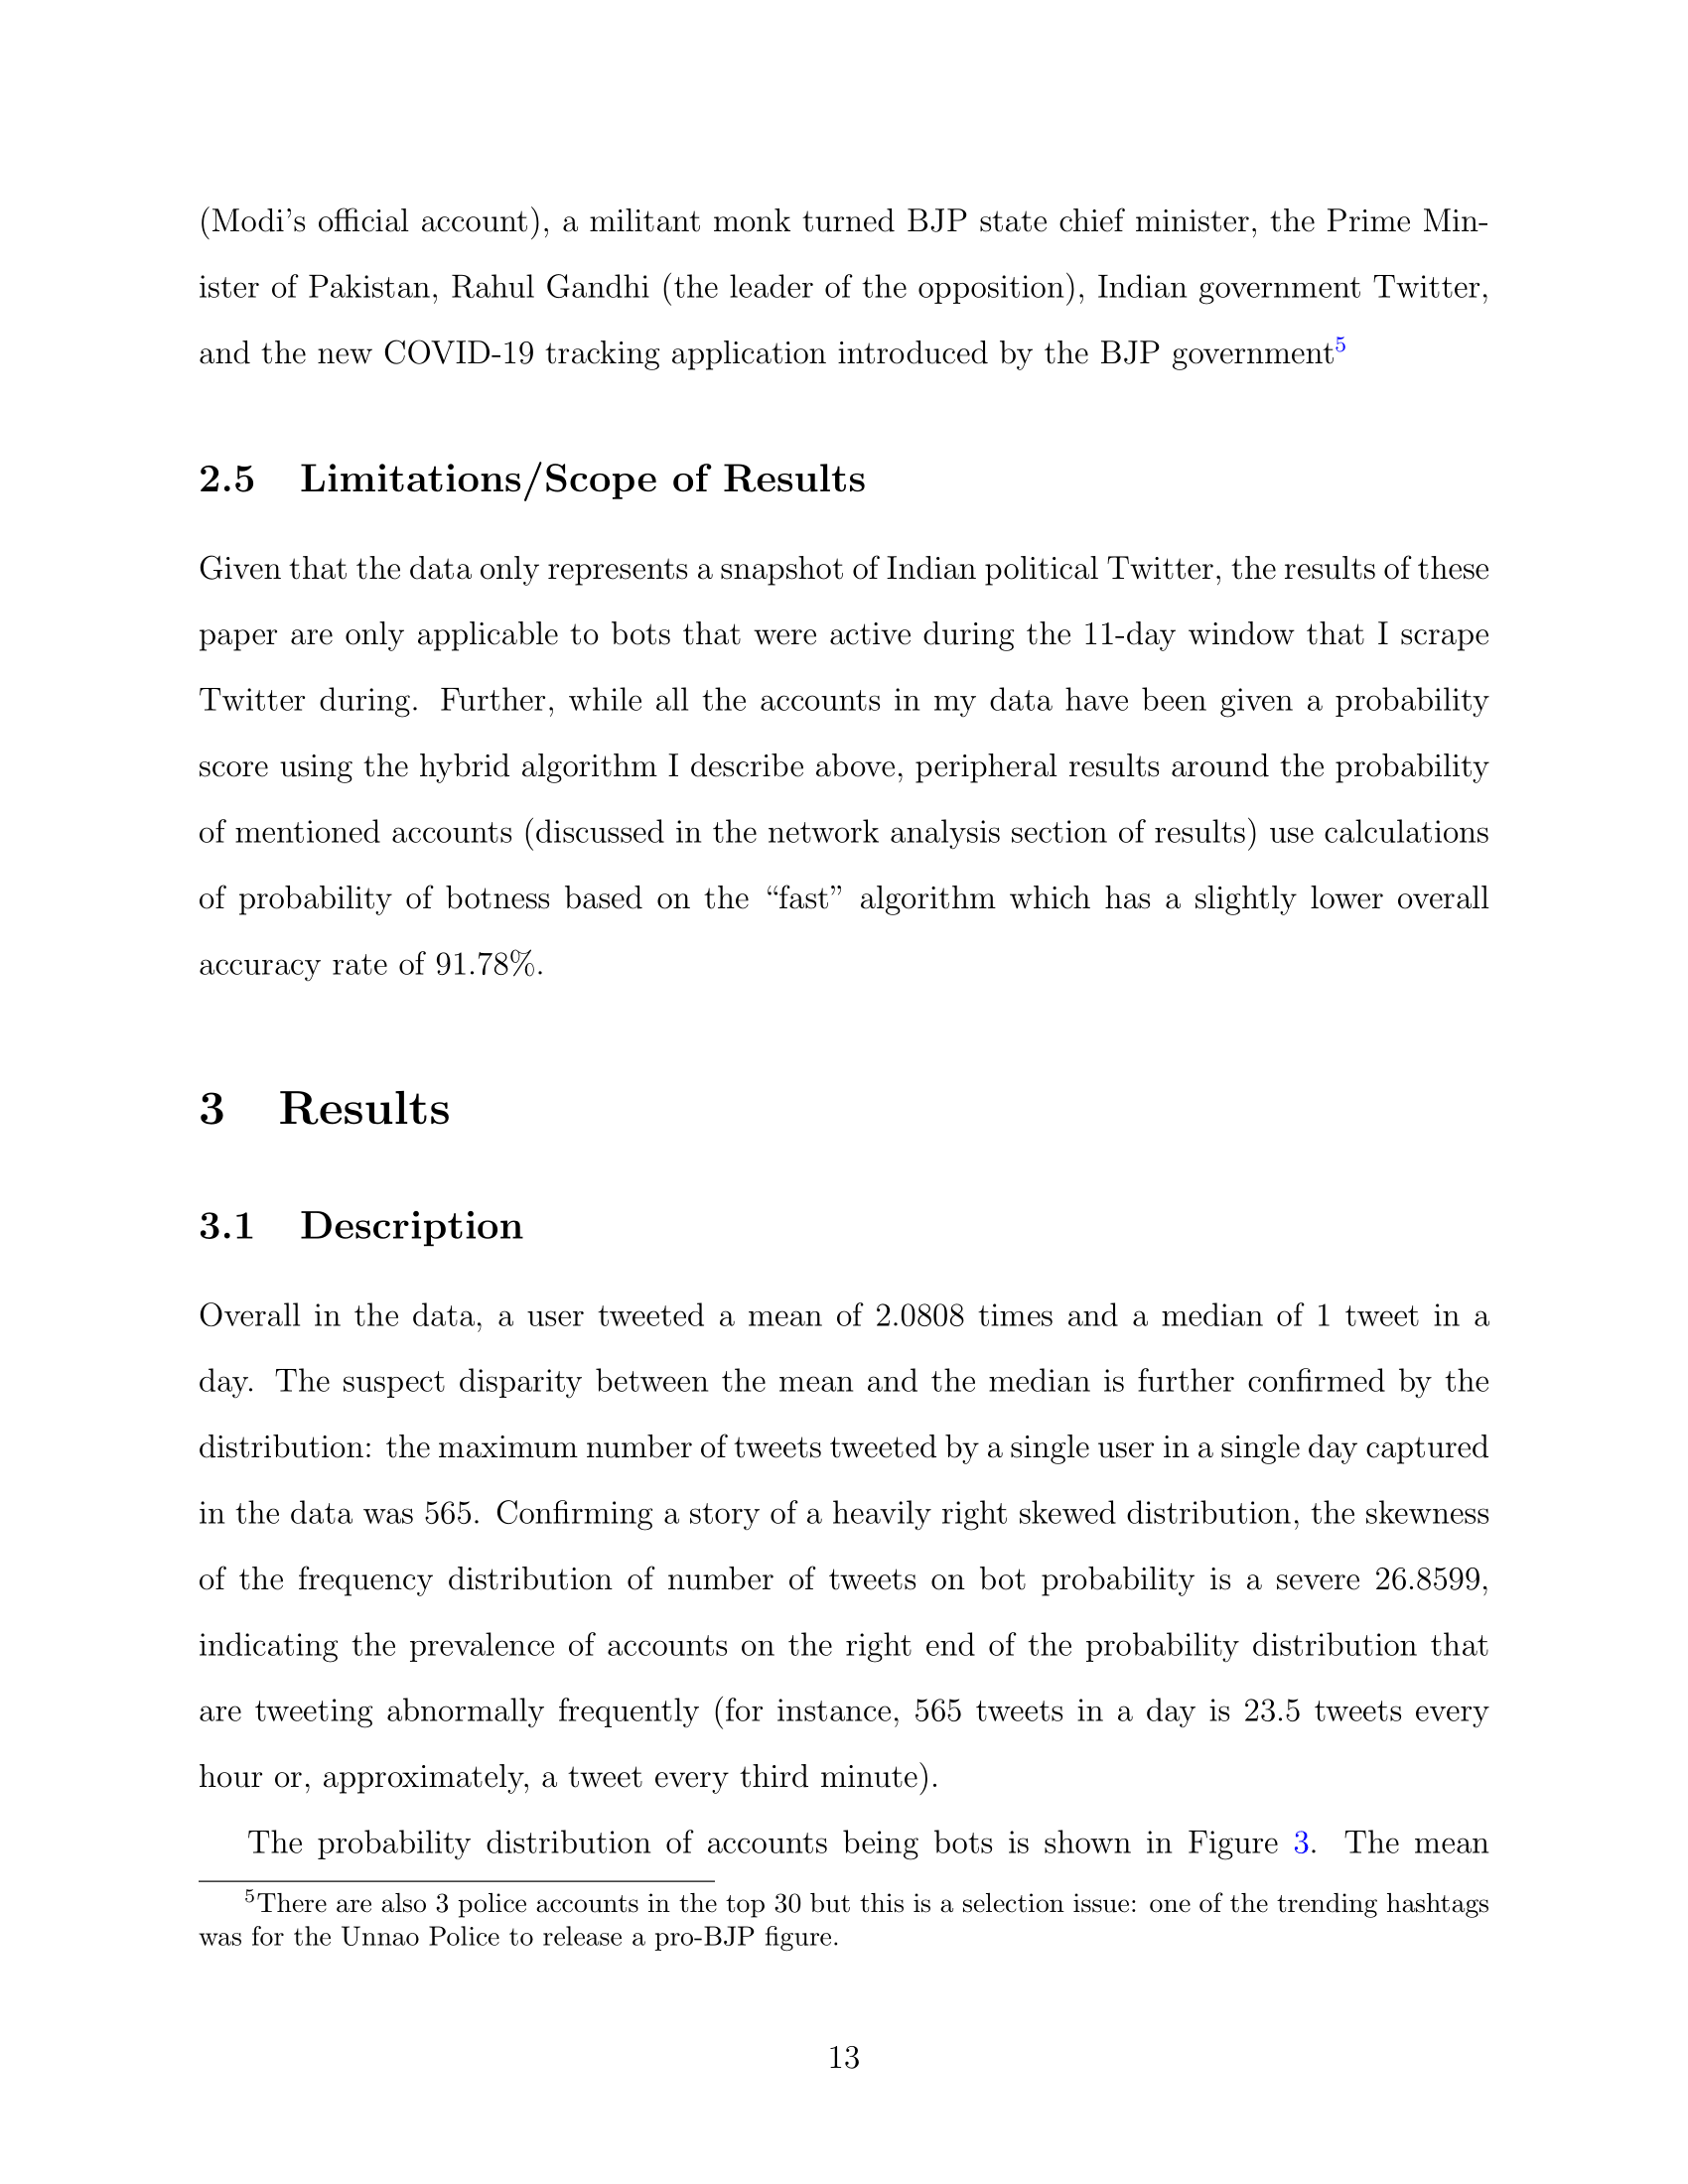 (Modi’s official account), a militant monk turned BJP state chief minister, the Prime Min-
ister of Pakistan, Rahul Gandhi (the leader of the opposition), Indian government Twitter,
and the new COVID-19 tracking application introduced by the BJP government5
2.5 Limitations/Scope of Results
Given that the data only represents a snapshot of Indian political Twitter, the results of these
paper are only applicable to bots that were active during the 11-day window that I scrape
Twitter during. Further, while all the accounts in my data have been given a probability
score using the hybrid algorithm I describe above, peripheral results around the probability
of mentioned accounts (discussed in the network analysis section of results) use calculations
of probability of botness based on the “fast” algorithm which has a slightly lower overall
accuracy rate of 91.78%.
3 Results
3.1 Description
Overall in the data, a user tweeted a mean of 2.0808 times and a median of 1 tweet in a
day. The suspect disparity between the mean and the median is further confirmed by the
distribution: the maximum number of tweets tweeted by a single user in a single day captured
in the data was 565. Confirming a story of a heavily right skewed distribution, the skewness
of the frequency distribution of number of tweets on bot probability is a severe 26.8599,
indicating the prevalence of accounts on the right end of the probability distribution that
are tweeting abnormally frequently (for instance, 565 tweets in a day is 23.5 tweets every
hour or, approximately, a tweet every third minute).
The probability distribution of accounts being bots is shown in Figure 3. The mean
5There are also 3 police accounts in the top 30 but this is a selection issue: one of the trending hashtags
was for the Unnao Police to release a pro-BJP figure.
13